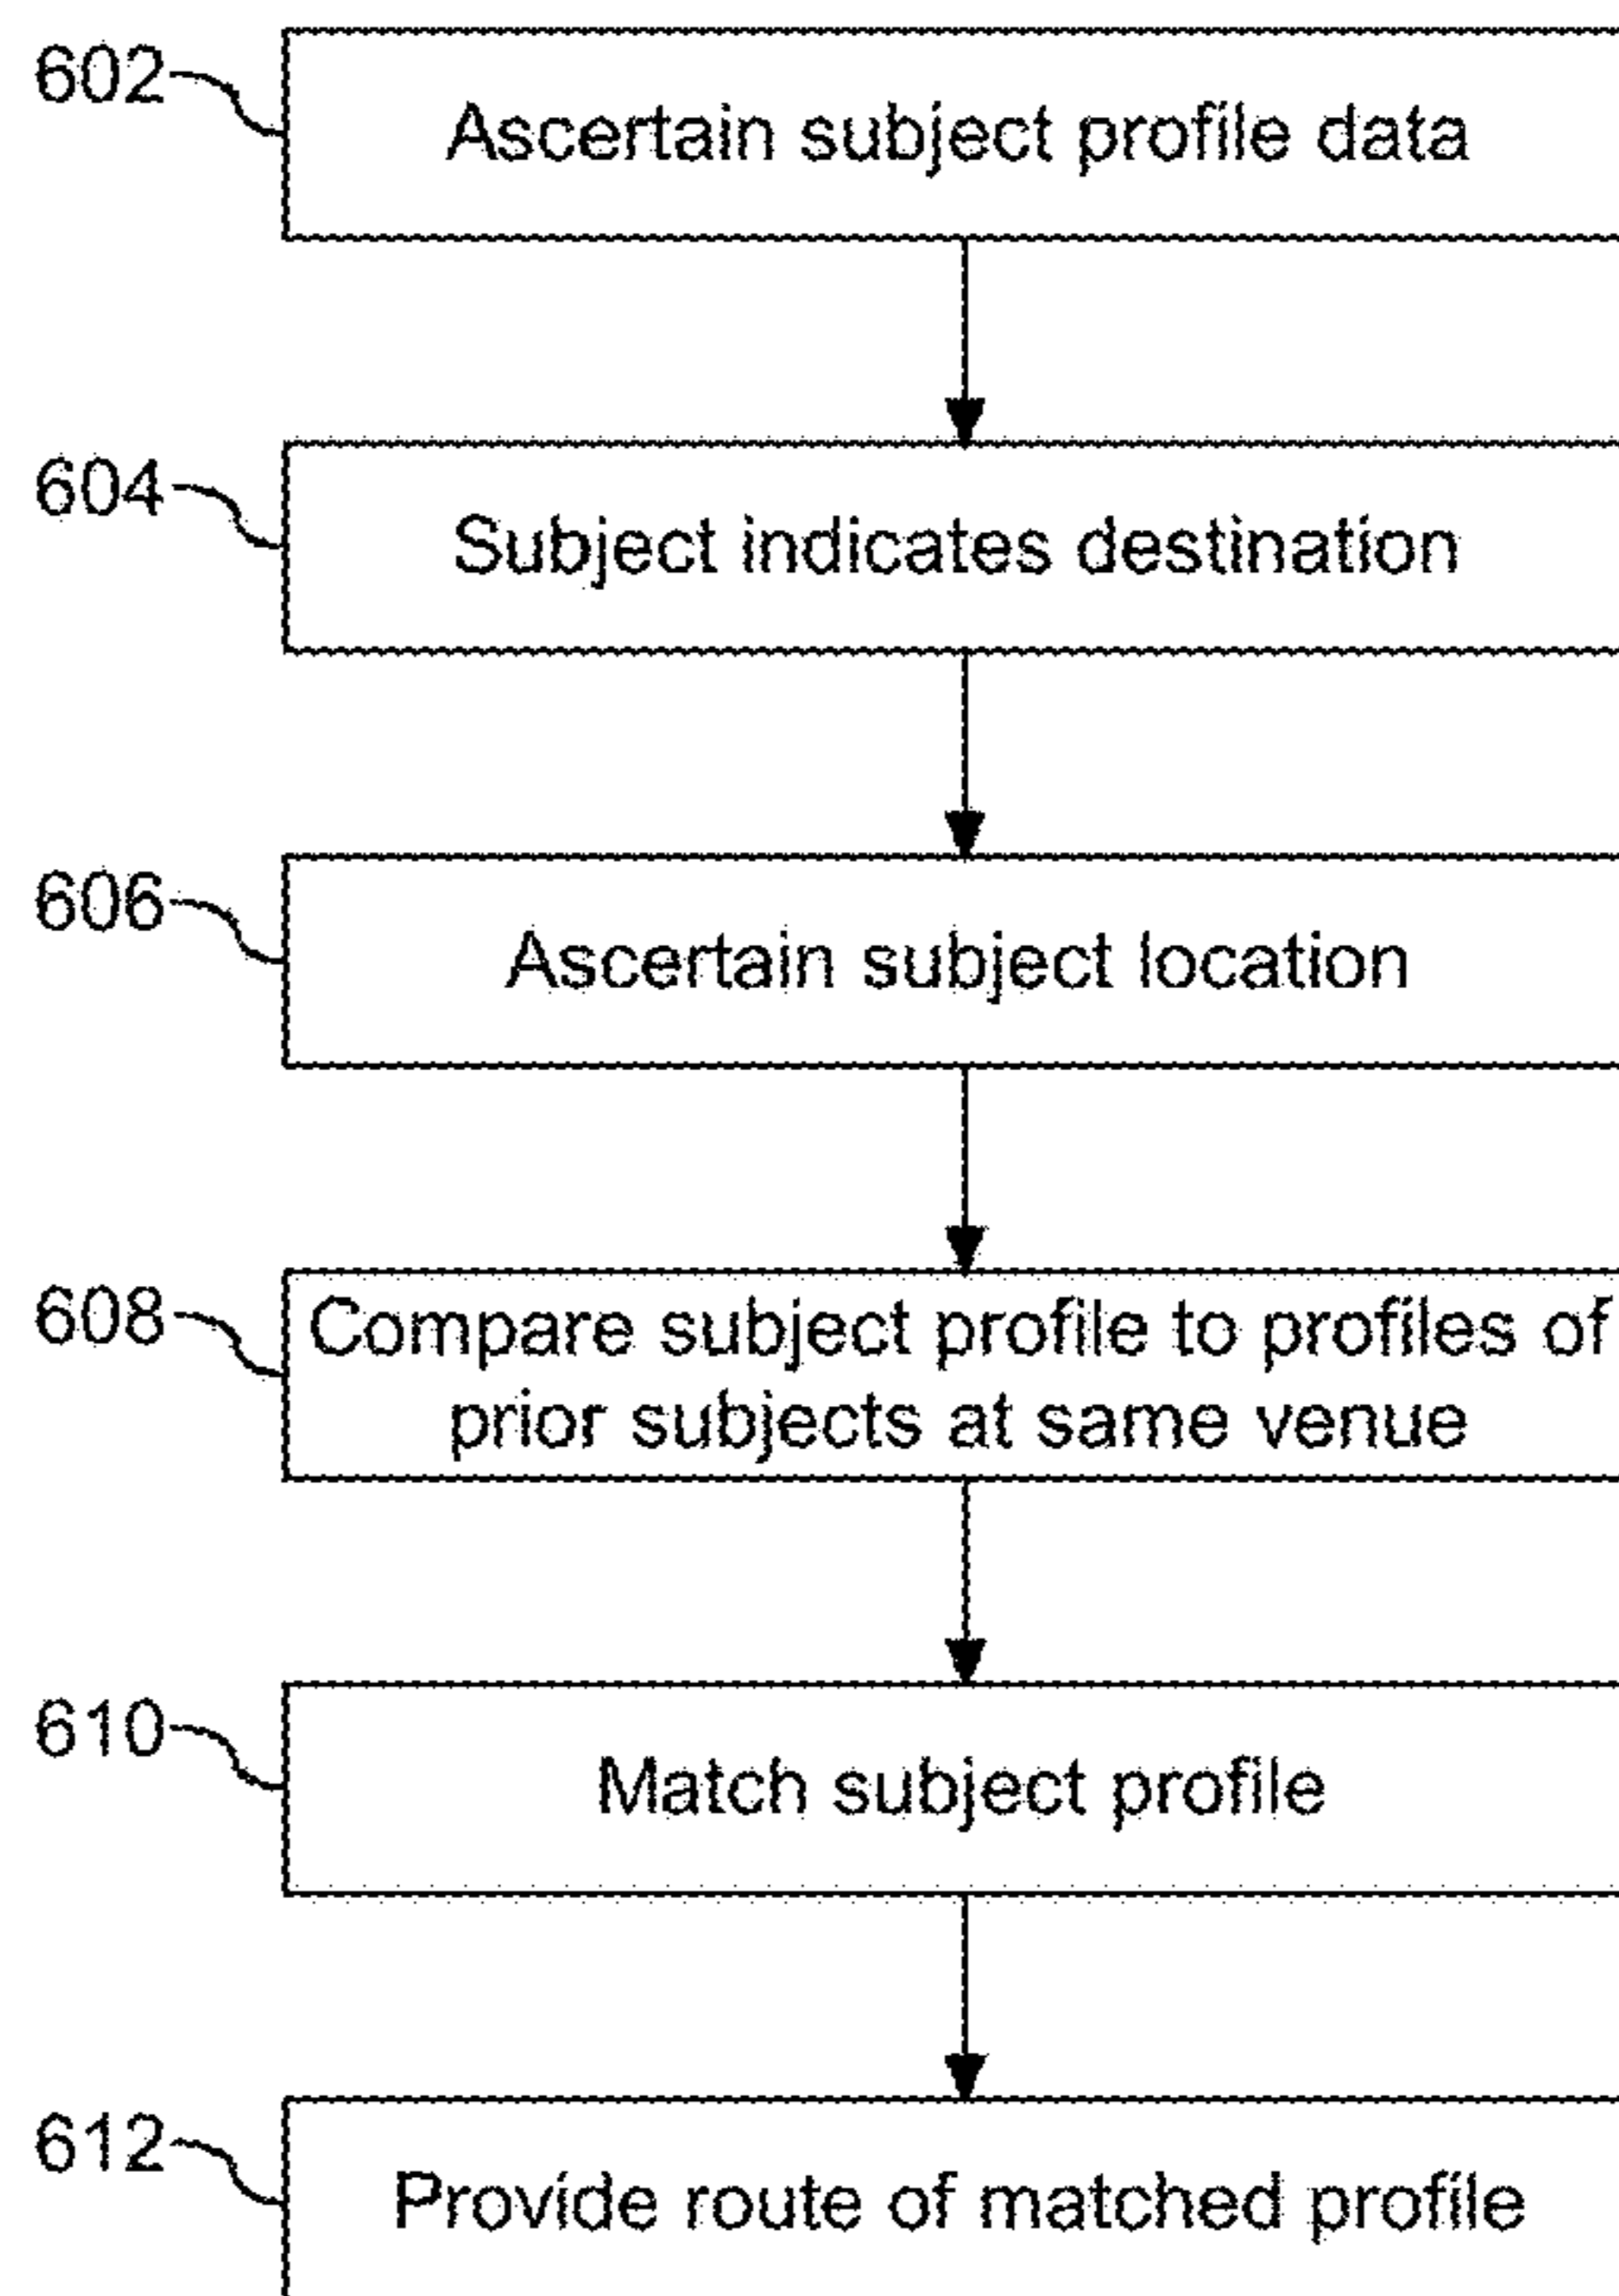 602
Ascertain subject profile data
604
Subject indicates destination
606
Ascertain subject location
608
Compare subject profile to profiles of
prior subjects at same venue
610
Match subject profile
612
Provide route of matched profile